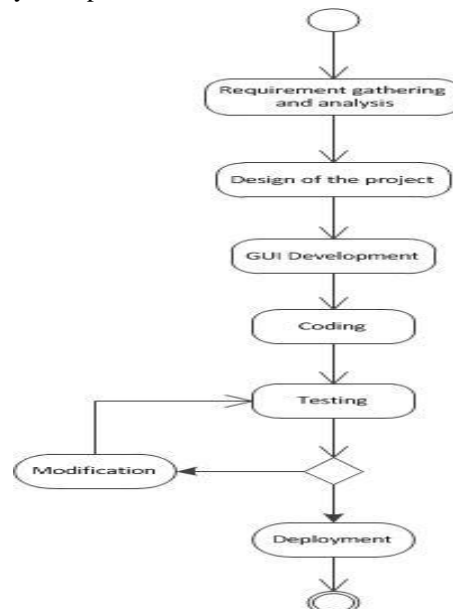 Requirement gathering
and analysis
Design of the project
GUI Development
Coding
Testing
Modification
Deployment